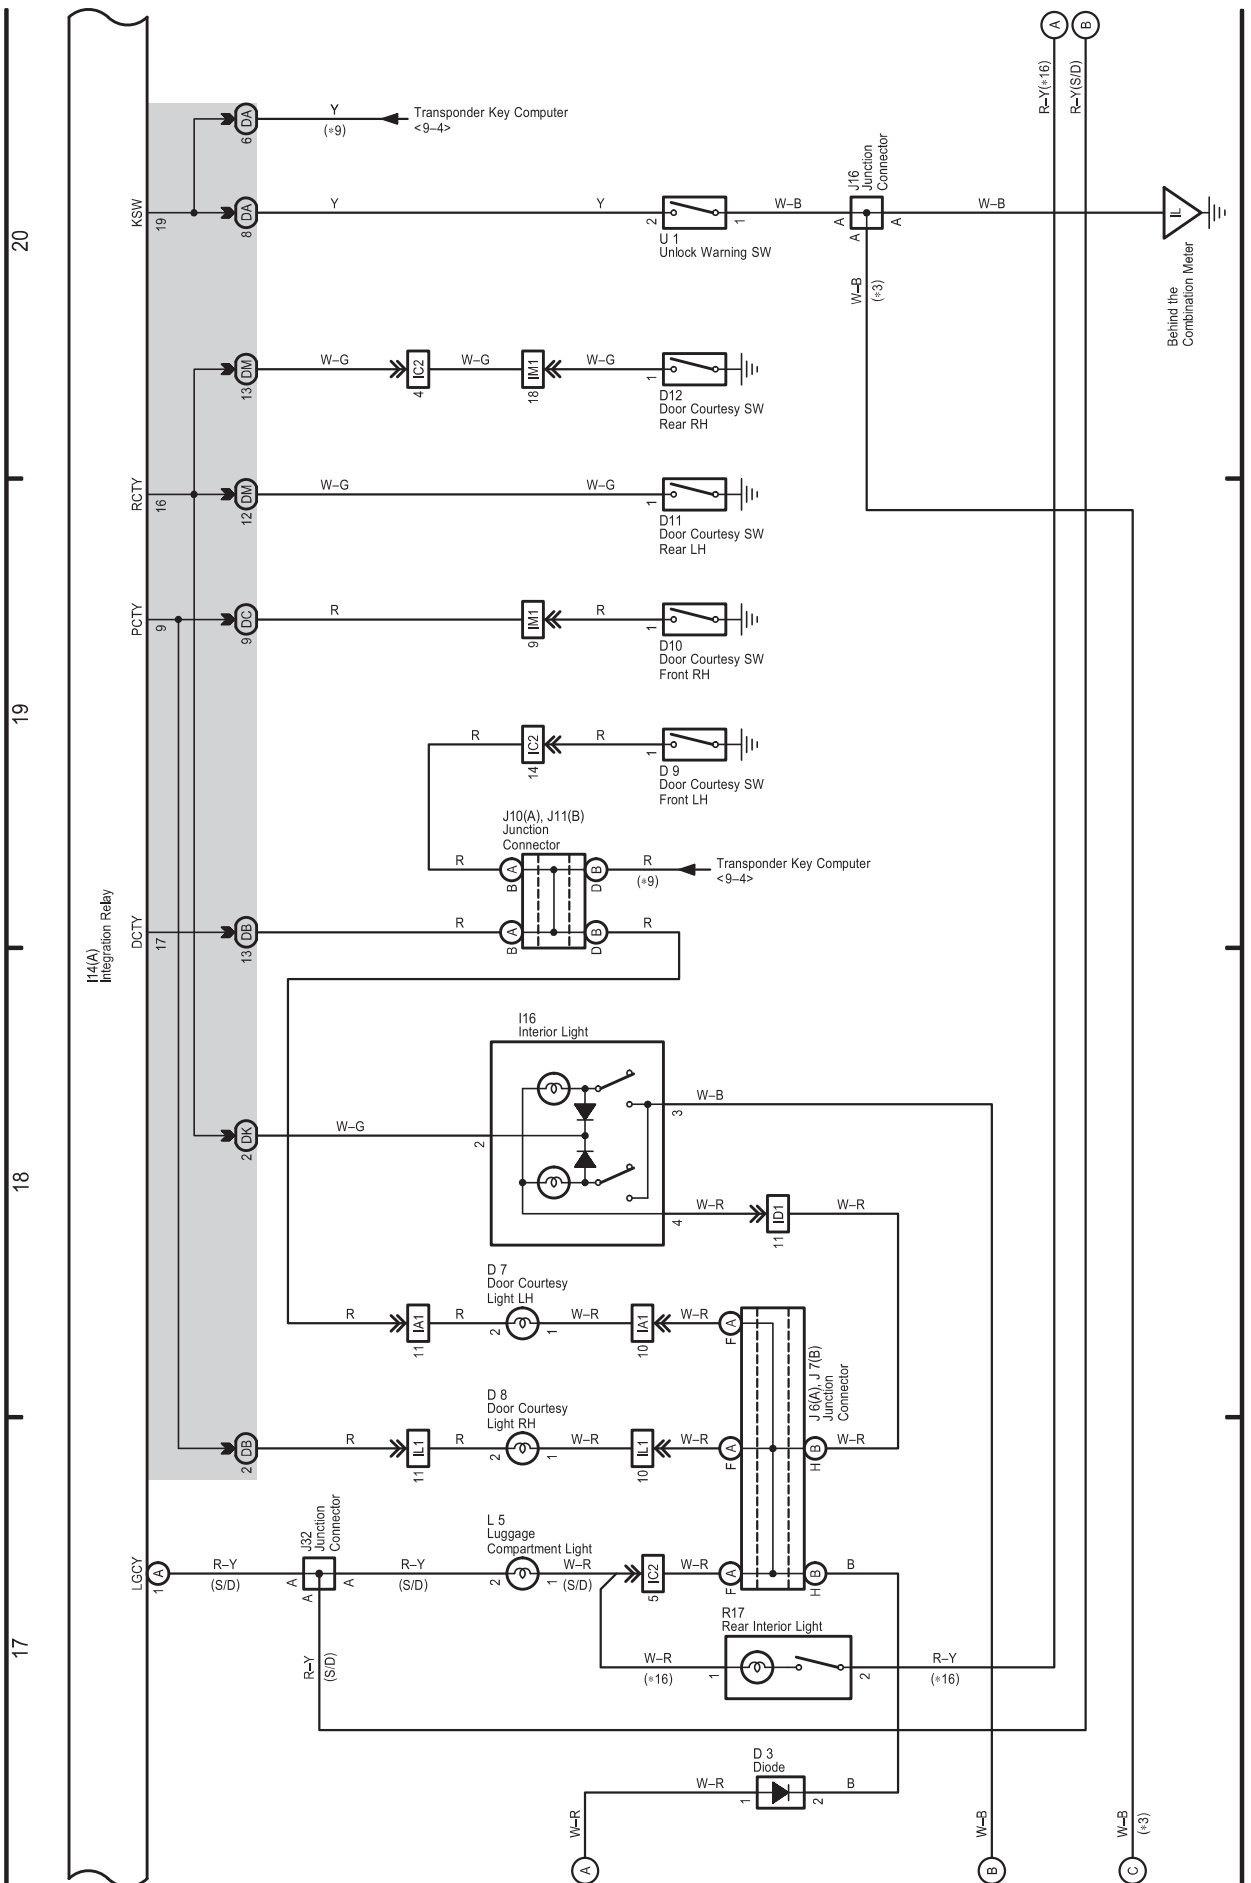 A
B
R–Y(*16)
R–Y(S/D)
20
KSW
19
6
DA
Y
(*9)
Transponder Key Computer
<9–4>
8
DA
Y
Y
2
1
U 1
Unlock Warning SW
W–B
J16
Junction
Connector
A
A
A
W–B
W–B
(*3)
IL
Behind the
Combination Meter
13
DM
W–G
4
IC2
W–G
18
IM1
W–G
1
D12
Door Courtesy SW
Rear RH
RCTY
16
12
DM
W–G
W–G
1
D11
Door Courtesy SW
Rear LH
19
PCTY
9
9
DC
R
9
IM1
R
1
D10
Door Courtesy SW
Front RH
R
14
IC2
R
1
D 9
Door Courtesy SW
Front LH
J10(A), J11(B)
Junction
Connector
R
B
A
D
B
R
(*9)
Transponder Key Computer
<9–4>
I14(A)
Integration Relay
DCTY
17
13
DB
R
B
A
D
B
R
18
I16
Interior Light
2
DK
W–G
2
3
W–B
4
W–R
11
ID1
W–R
D 7
Door Courtesy
Light LH
R
11
IA1
R
2
1
W–R
10
IA1
W–R
F
A
J 6(A), J 7(B)
Junction
Connector
D 8
Door Courtesy
Light RH
2
DB
R
11
IL1
R
2
1
W–R
10
IL1
W–R
F
A
H
B
W–R
17
LGCY
1
A
R–Y
(S/D)
J32
Junction
Connector
A
A
A
R–Y
(S/D)
L 5
Luggage
Compartment Light
2
1
W–R
(S/D)
5
IC2
W–R
F
A
H
B
B
R–Y
(S/D)
W–R
(*16)
R17
Rear Interior Light
1
2
R–Y
(*16)
D 3
Diode
W–R
1
2
B
W–R
A
W–B
B
W–B
(*3)
C